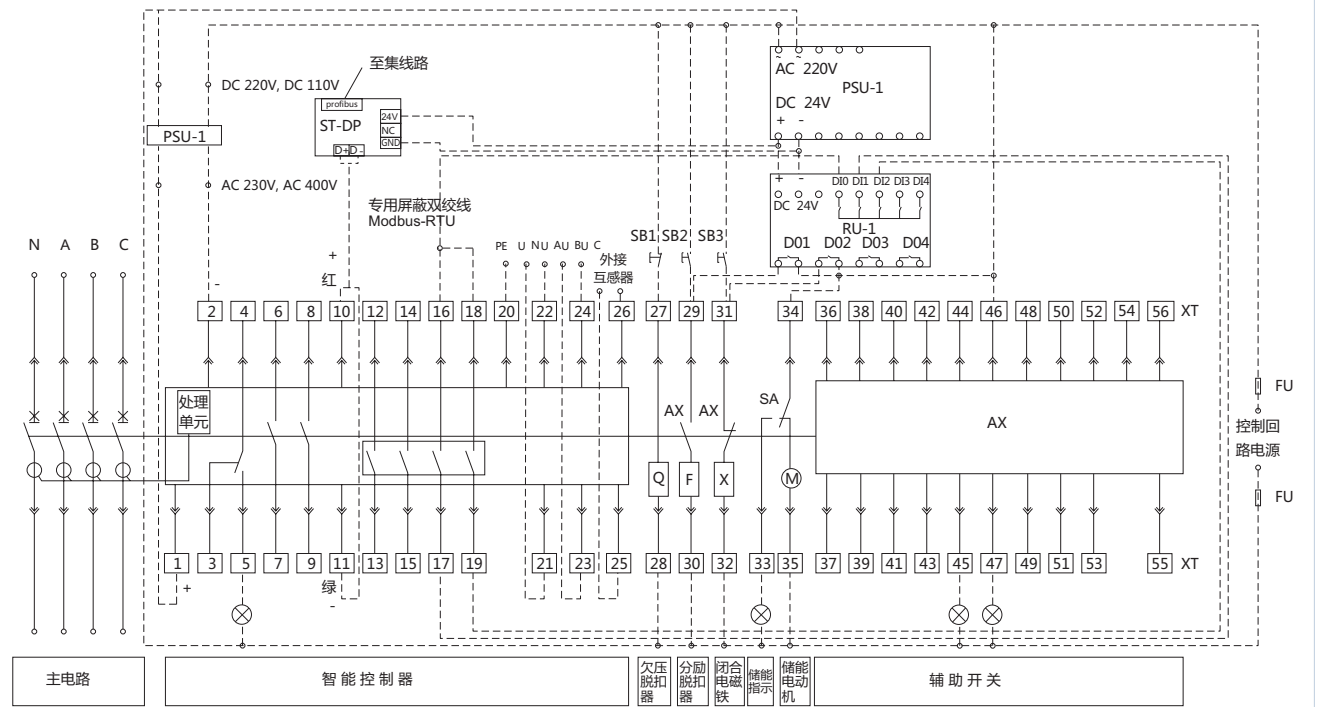 至集线路
DC 220V, DC 110V
profibus
ST-DP
24V
NC
GND
D+ D-
PSU-1
AC 230V, AC 400V
~ ~
AC 220V
PSU-1
DC 24V
+ -
+ -
DI0 DI1 DI2 DI3 DI4
DC 24V
RU-1
D01 D02 D03 D04
专用屏蔽双绞线
Modbus-RTU
N A B C
+
红
-
PE U N U A U B U C
外接
互感器
SB1 SB2 SB3
2 4 6 8 10 12 14 16 18 20 22 24 26 27 29 31 34 36 38 40 42 44 46 48 50 52 54 56 XT
处理
单元
AX AX
SA
AX
Q F X M
FU
控制回
路电源
FU
1 3 5 7 9 11 13 15 17 19 21 23 25 28 30 32 33 35 37 39 41 43 45 47 49 51 53 55 XT
+
绿
-
主电路
智能控制器
欠压
脱扣
器
分励
脱扣
器
闭合
电磁
铁
储能
指示
储能
电动
机
辅助开关